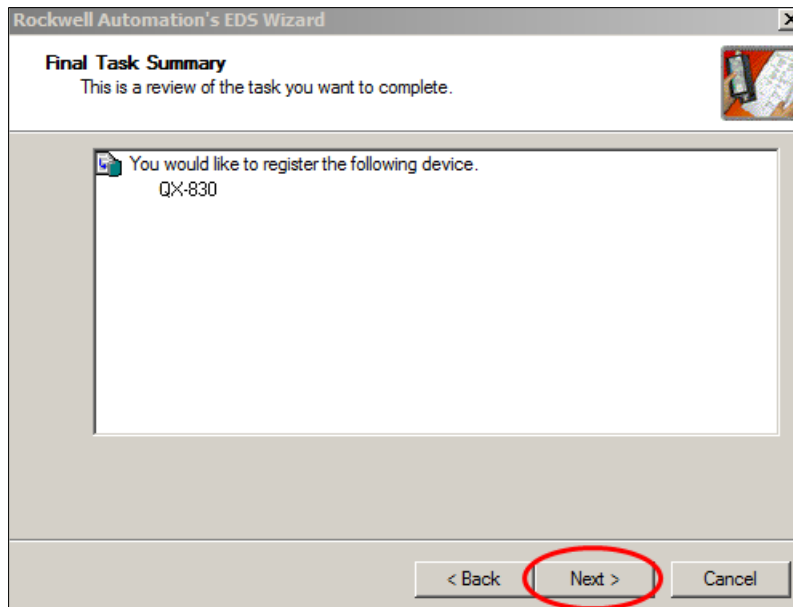 Rockwell Automation's EDS Wizard
Final Task Summary
This is a review of the task you want to complete.
You would like to register the following device.
QX-830
< Back Next > Cancel